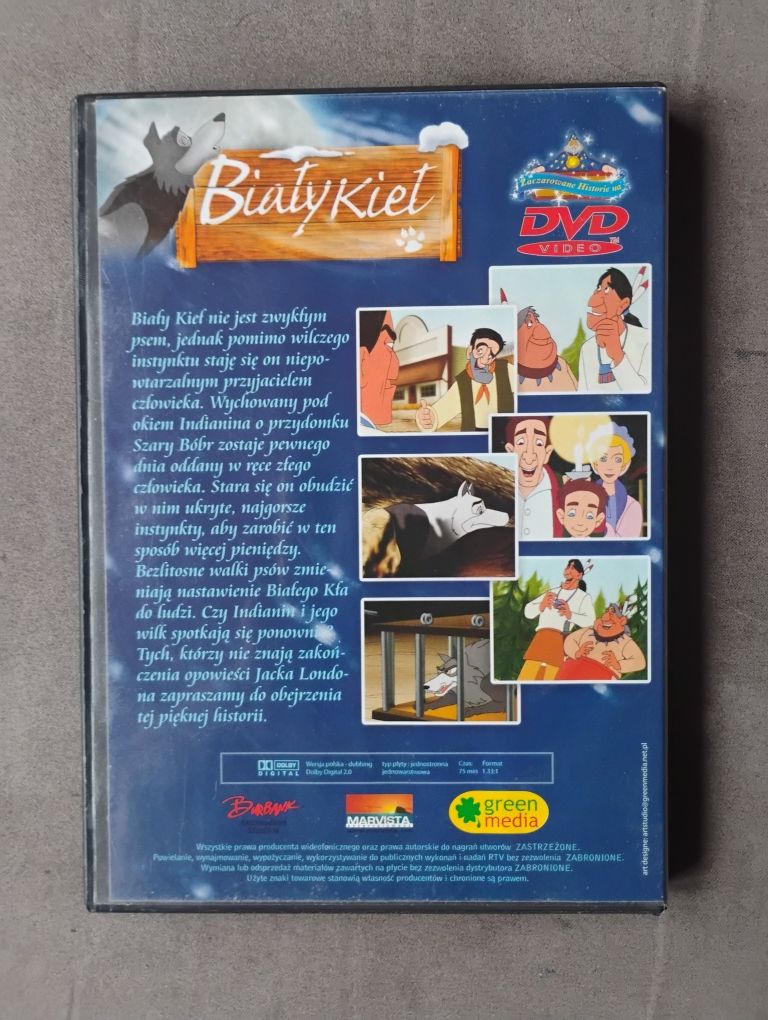 Biały Kieł
Zaczarowane Historie na
DVD
VIDEO
TM
Biały Kieł nie jest zwykłym
psem, jednak pomimo wilczego
instynktu staję się on niepo-
wtarzalnym przyjacielem
człowieka. Wychowany pod
okiem Indianina o przydomku
Szary Bóbr zostaje pewnego
dnia oddany w ręce złego
człowieka. Stara się on obudzić
w nim ukryte, najgorsze
instynkty, aby zarobić w ten
sposób więcej pieniędzy.
Bezlitosne walki psów zmie-
niają nastawienie Białego Kła
do ludzi. Czy Indianin i jego
wilk spotkają się
Tych, którzy nie znają zakoń-
czenia opowieści Jacka Londo-
na zapraszamy do obejrzenia
tej pięknej historii.
DOLBY
DIGITAL
Wersja polska - dubbing
Dolby Digital 2.0
typ płyty: jednostronna
jednowarstwowa
Czas:
75 min
Format
1.33:1
BURBANK
MARVISTA
green
media
Wszystkie prawa producenta wideofonicznego oraz prawa autorskie do nagrań utworów ZASTRZEŻONE.
Powielanie, wynajmowanie, wypożyczanie, wykorzystywanie do publicznych wykonań i nadań RTV bez zezwolenia ZABRONIONE.
Wymiana lub odsprzedaż materiałów zawartych na płycie bez zezwolenia dystrybutora ZABRONIONE.
Użyte znaki towarowe stanowią własność producentów i chronione są prawem.
art designe: artstudio@greenmedia.net.pl